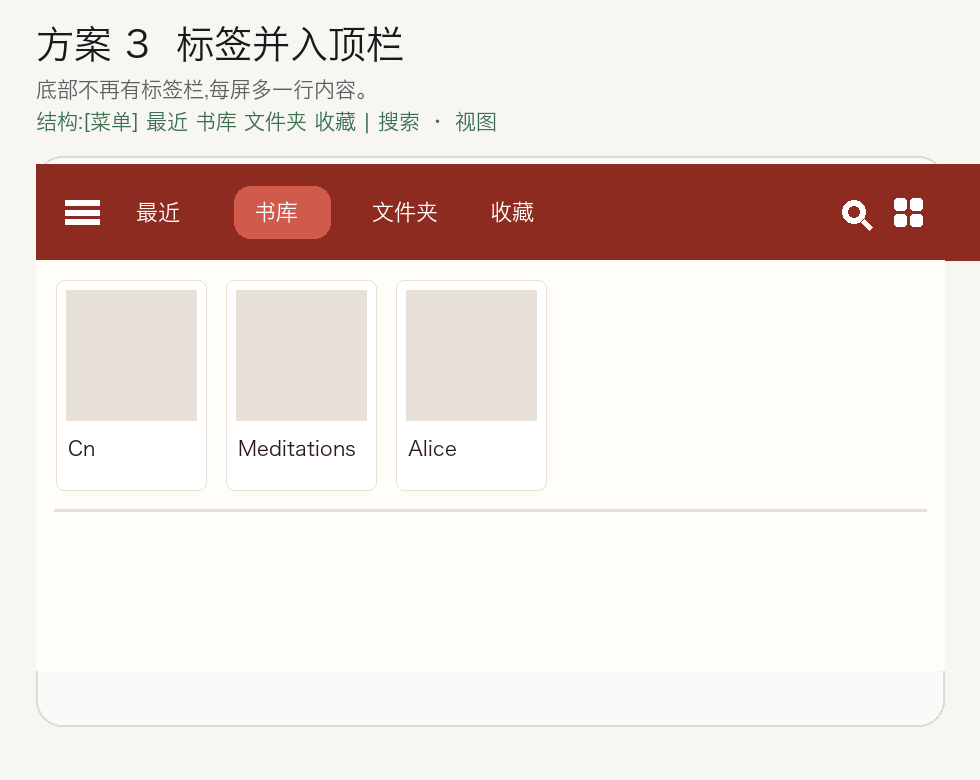 方案 3 标签并入顶栏
底部不再有标签栏,每屏多一行内容。
结构:[菜单] 最近 书库 文件夹 收藏 | 搜索 · 视图
最近 书库 文件夹 收藏
Cn Meditations Alice